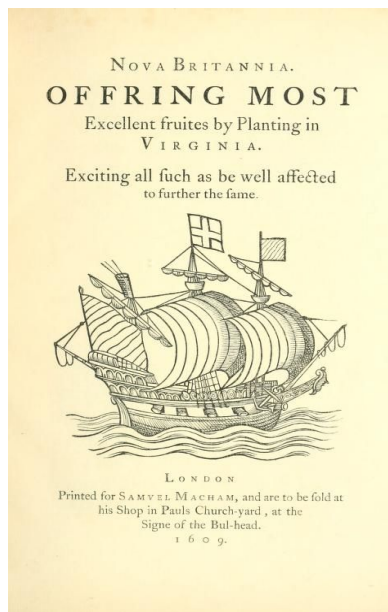 NOVA BRITANNIA.
OFFRING MOST
Excellent fruites by Planting in
VIRGINIA.
Exciting all ſuch as be well affected
to further the ſame.
LONDON
Printed for SAMVEL MACHAM, and are to be ſold at
his Shop in Pauls Church-yard, at the
Signe of the Bul-head.
1609.